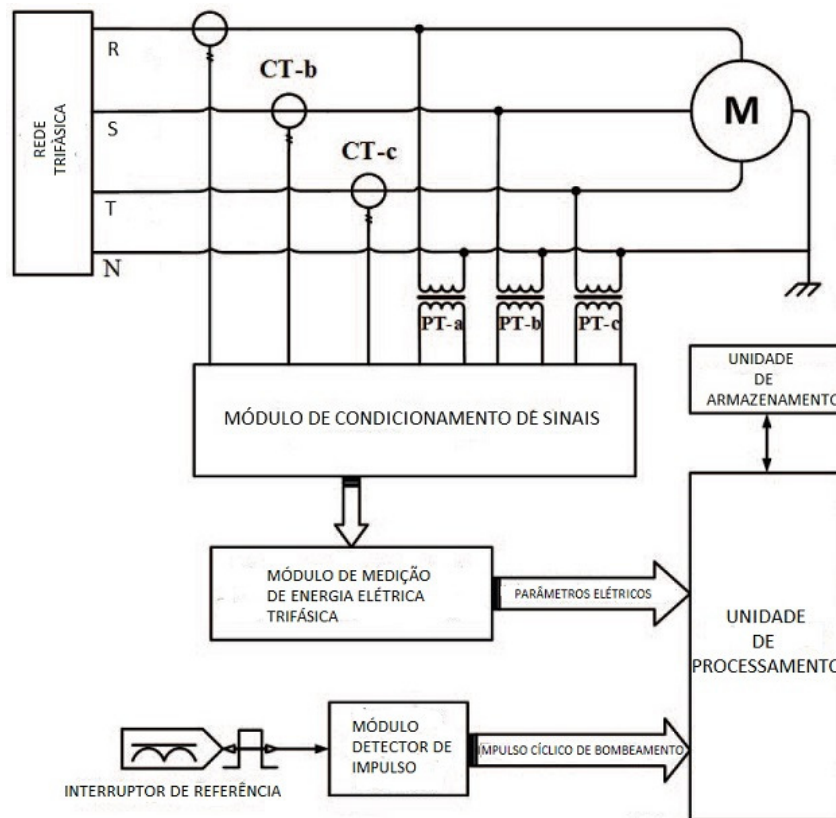 REDE
TRIFÀSICA
R
S
T
N
CT-b
CT-c
M
PT-a
PT-b
PT-c
UNIDADE
DE
ARMAZENAMENTO
MÓDULO DE CONDICIONAMENTO DE SINAIS
MÓDULO DE MEDIÇÃO
DE ENERGIA ELÉTRICA
TRIFÁSICA
PARÂMETROS ELÉTRICOS
UNIDADE
DE
PROCESSAMENTO
MÓDULO
DETECTOR DE
IMPULSO
IMPULSO CÍCLICO DE BOMBEAMENTO
INTERRUPTOR DE REFERÊNCIA